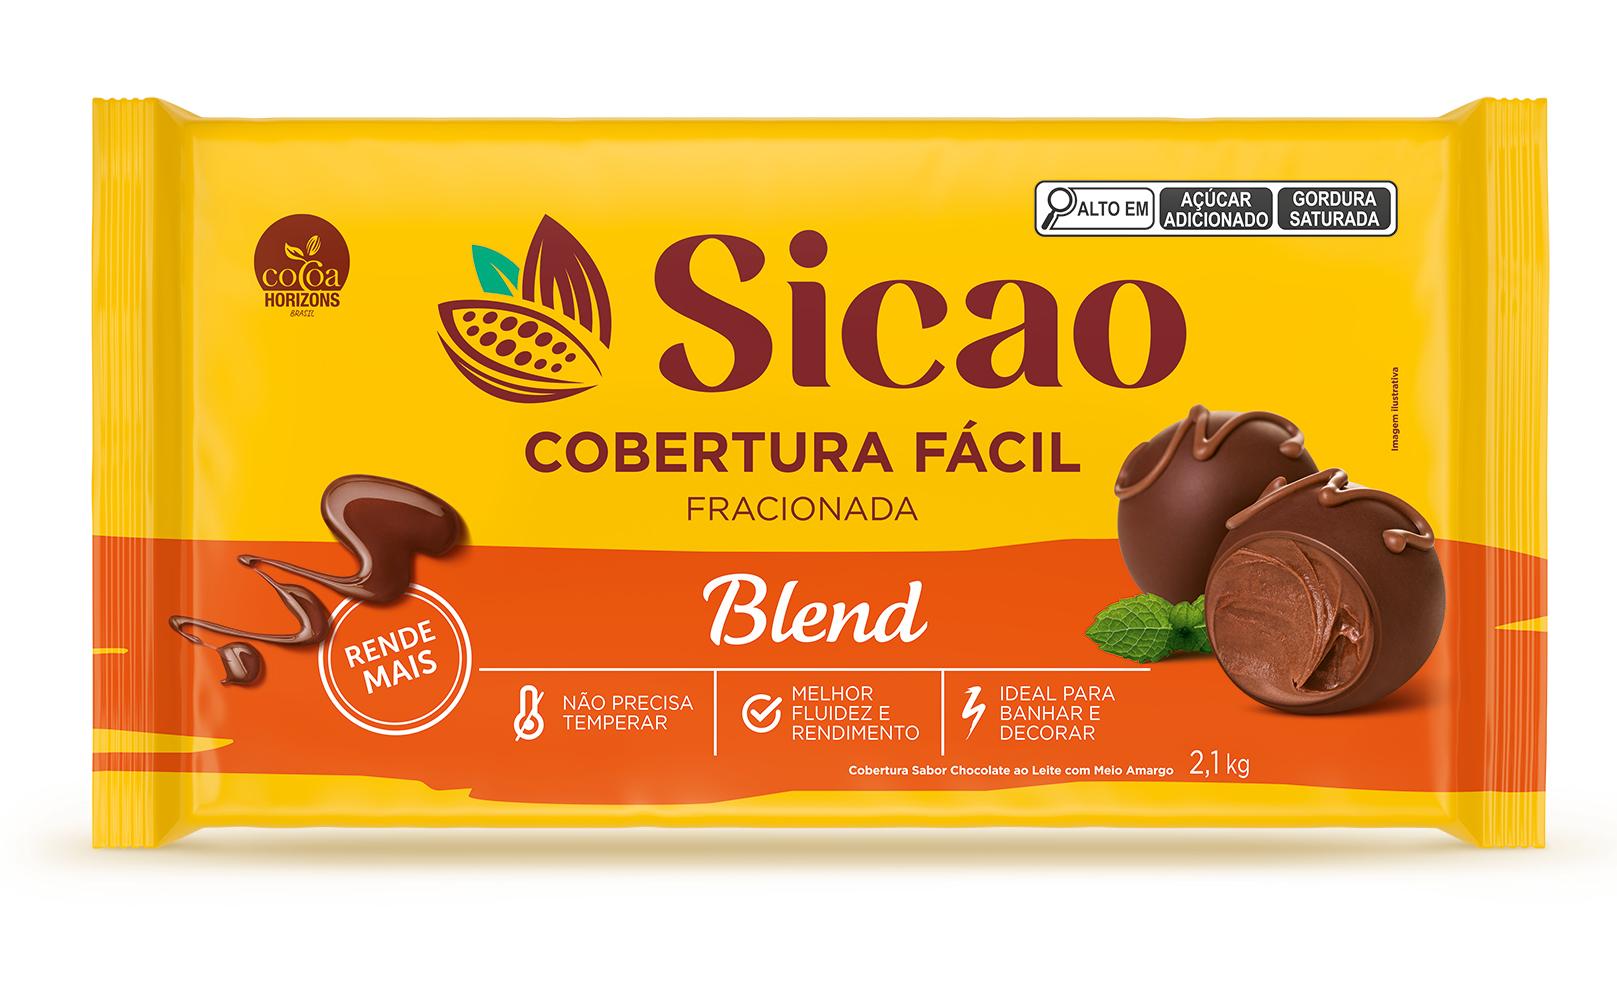 cocoa
HORIZONS
BRASIL
Sicao
ALTO EM
AÇÚCAR
ADICIONADO
GORDURA
SATURADA
COBERTURA FÁCIL
FRACIONADA
Imagem ilustrativa
Blend
RENDE
MAIS
NÃO PRECISA
TEMPERAR
MELHOR
FLUIDEZ E
RENDIMENTO
IDEAL PARA
BANHAR E
DECORAR
Cobertura Sabor Chocolate ao Leite com Meio Amargo 2,1 kg